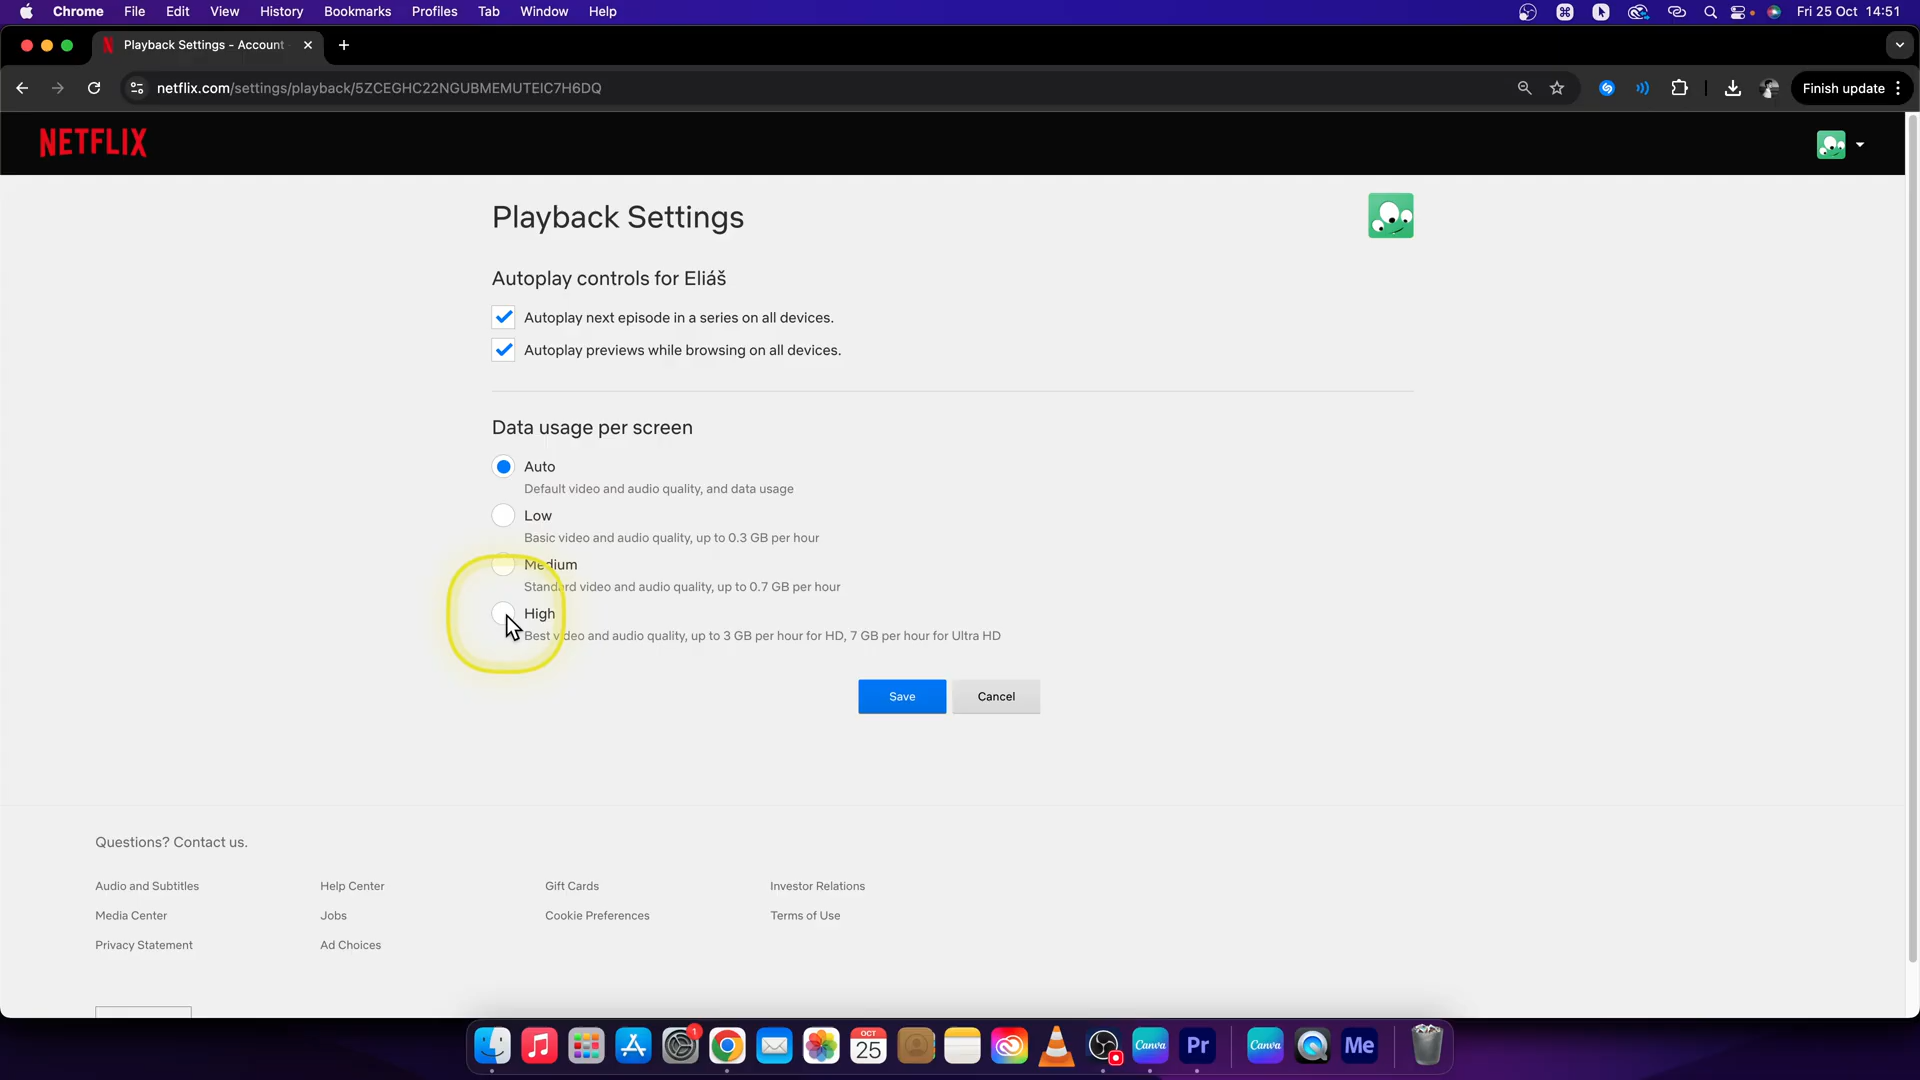 Chrome File Edit View History Bookmarks Profiles Tab Window Help Fri 25 Oct 14:51
Playback Settings - Account
netflix.com/settings/playback/5ZCEGHC22NGUBMEMUTEIC7H6DQ Finish update
NETFLIX
Playback Settings
Autoplay controls for Eliáš
Autoplay next episode in a series on all devices.
Autoplay previews while browsing on all devices.
Data usage per screen
Auto
Default video and audio quality, and data usage
Low
Basic video and audio quality, up to 0.3 GB per hour
Medium
Standard video and audio quality, up to 0.7 GB per hour
High
Best video and audio quality, up to 3 GB per hour for HD, 7 GB per hour for Ultra HD
Save Cancel
Questions? Contact us.
Audio and Subtitles Help Center Gift Cards Investor Relations
Media Center Jobs Cookie Preferences Terms of Use
Privacy Statement Ad Choices
1 OCT
25 Canva Pr Canva Me